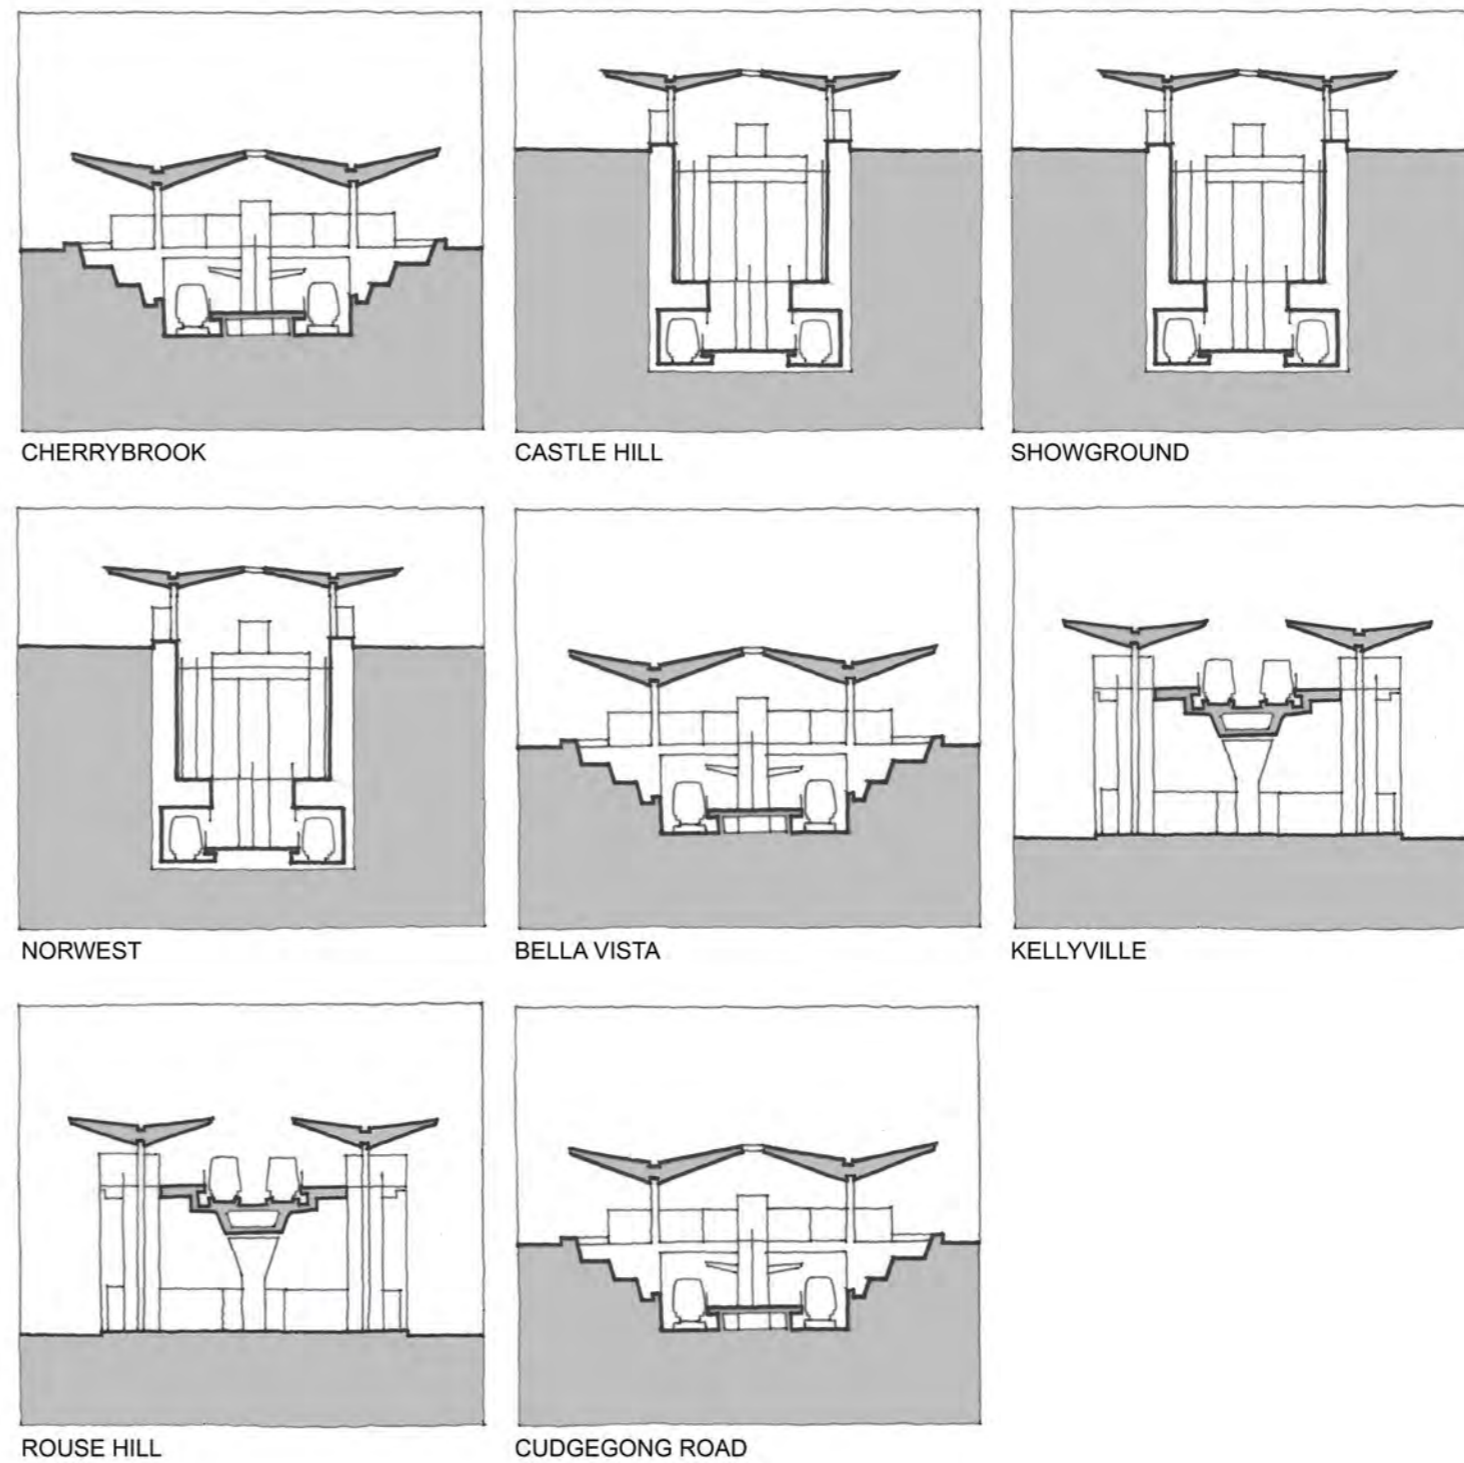 CHERRYBROOK
CASTLE HILL
SHOWGROUND
NORWEST
BELLA VISTA
KELLYVILLE
ROUSE HILL
CUDGEGONG ROAD